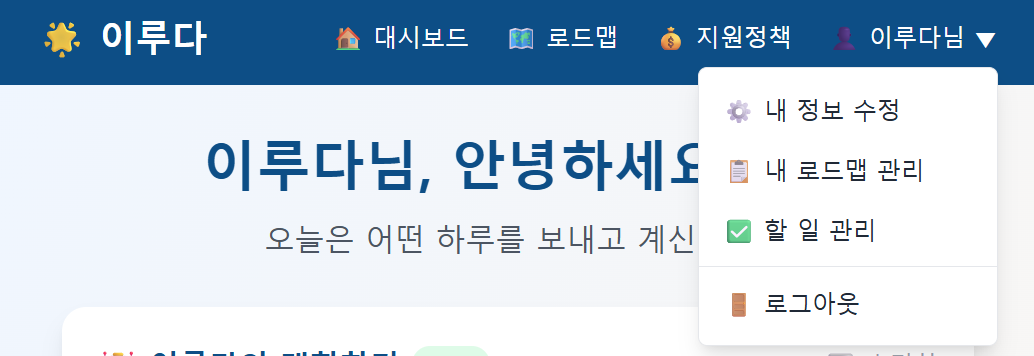 이루다
대시보드
로드맵
지원정책
이루다님 ▼
내 정보 수정
내 로드맵 관리
할 일 관리
로그아웃
이루다님, 안녕하세요
오늘은 어떤 하루를 보내고 계신